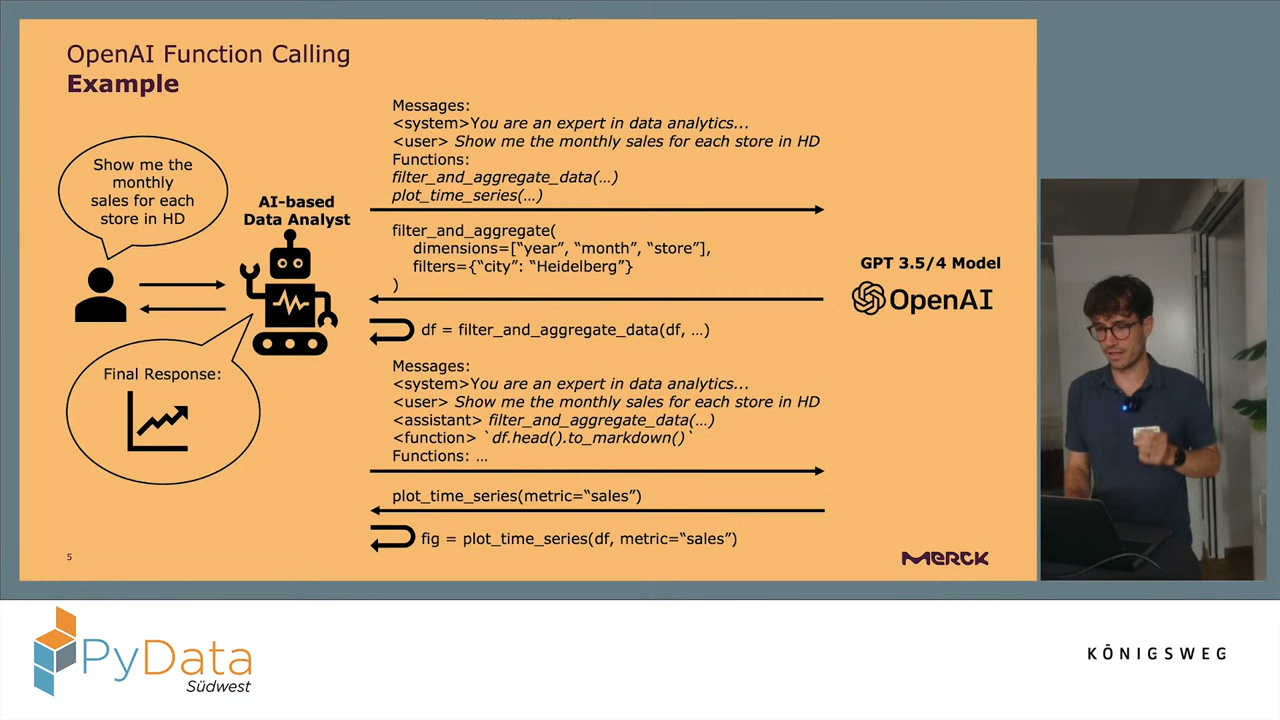 OpenAI Function Calling
Example
Show me the
monthly
sales for each
store in HD
AI-based
Data Analyst
Final Response:
Messages:
<system>You are an expert in data analytics...
<user> Show me the monthly sales for each store in HD
Functions:
filter_and_aggregate_data(…)
plot_time_series(…)
filter_and_aggregate(
dimensions=[“year”, “month”, “store”],
filters={“city”: “Heidelberg”}
)
df = filter_and_aggregate_data(df, …)
Messages:
<system>You are an expert in data analytics...
<user> Show me the monthly sales for each store in HD
<assistant> filter_and_aggregate_data(…)
<function> `df.head().to_markdown()`
Functions: …
plot_time_series(metric=“sales”)
fig = plot_time_series(df, metric=“sales”)
GPT 3.5/4 Model
OpenAI
5
MERCK
PyData
Südwest
KÖNIGSWEG